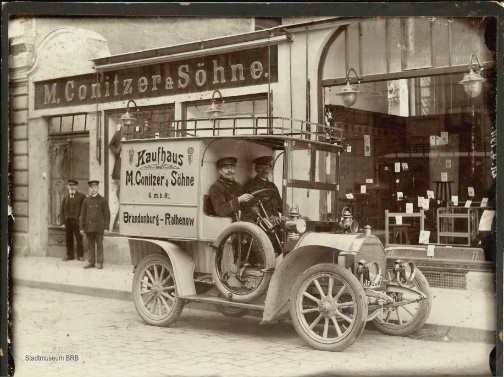 M. Conitzer & Söhne.
Kaufhaus
M. Conitzer & Söhne
G.m.b.H.
Brandenburg-Rathenow
Stadtmuseum BRB